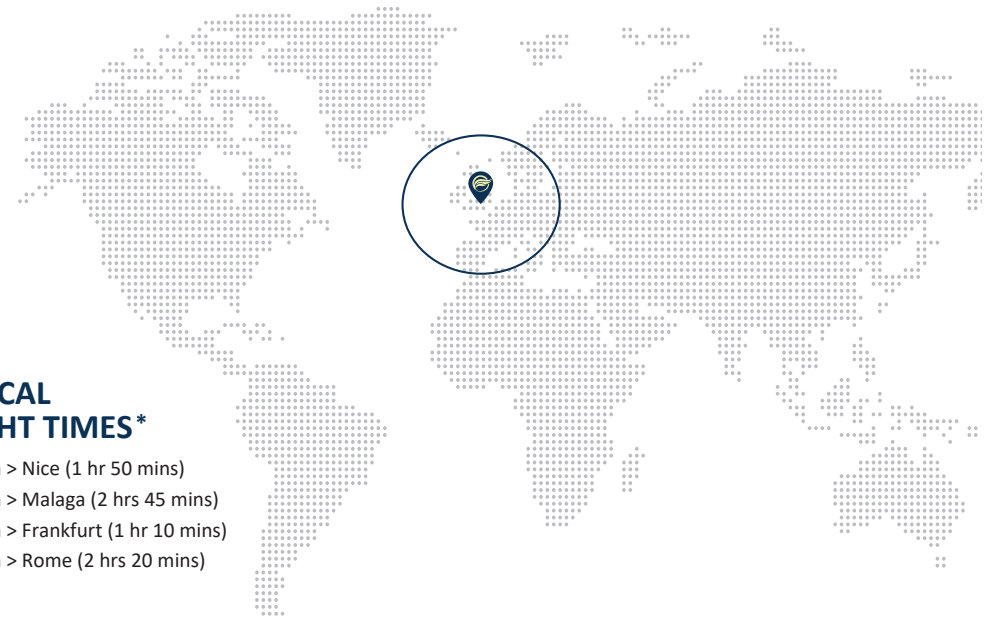 CAL
HT TIMES*
> Nice (1 hr 50 mins)
> Malaga (2 hrs 45 mins)
> Frankfurt (1 hr 10 mins)
> Rome (2 hrs 20 mins)